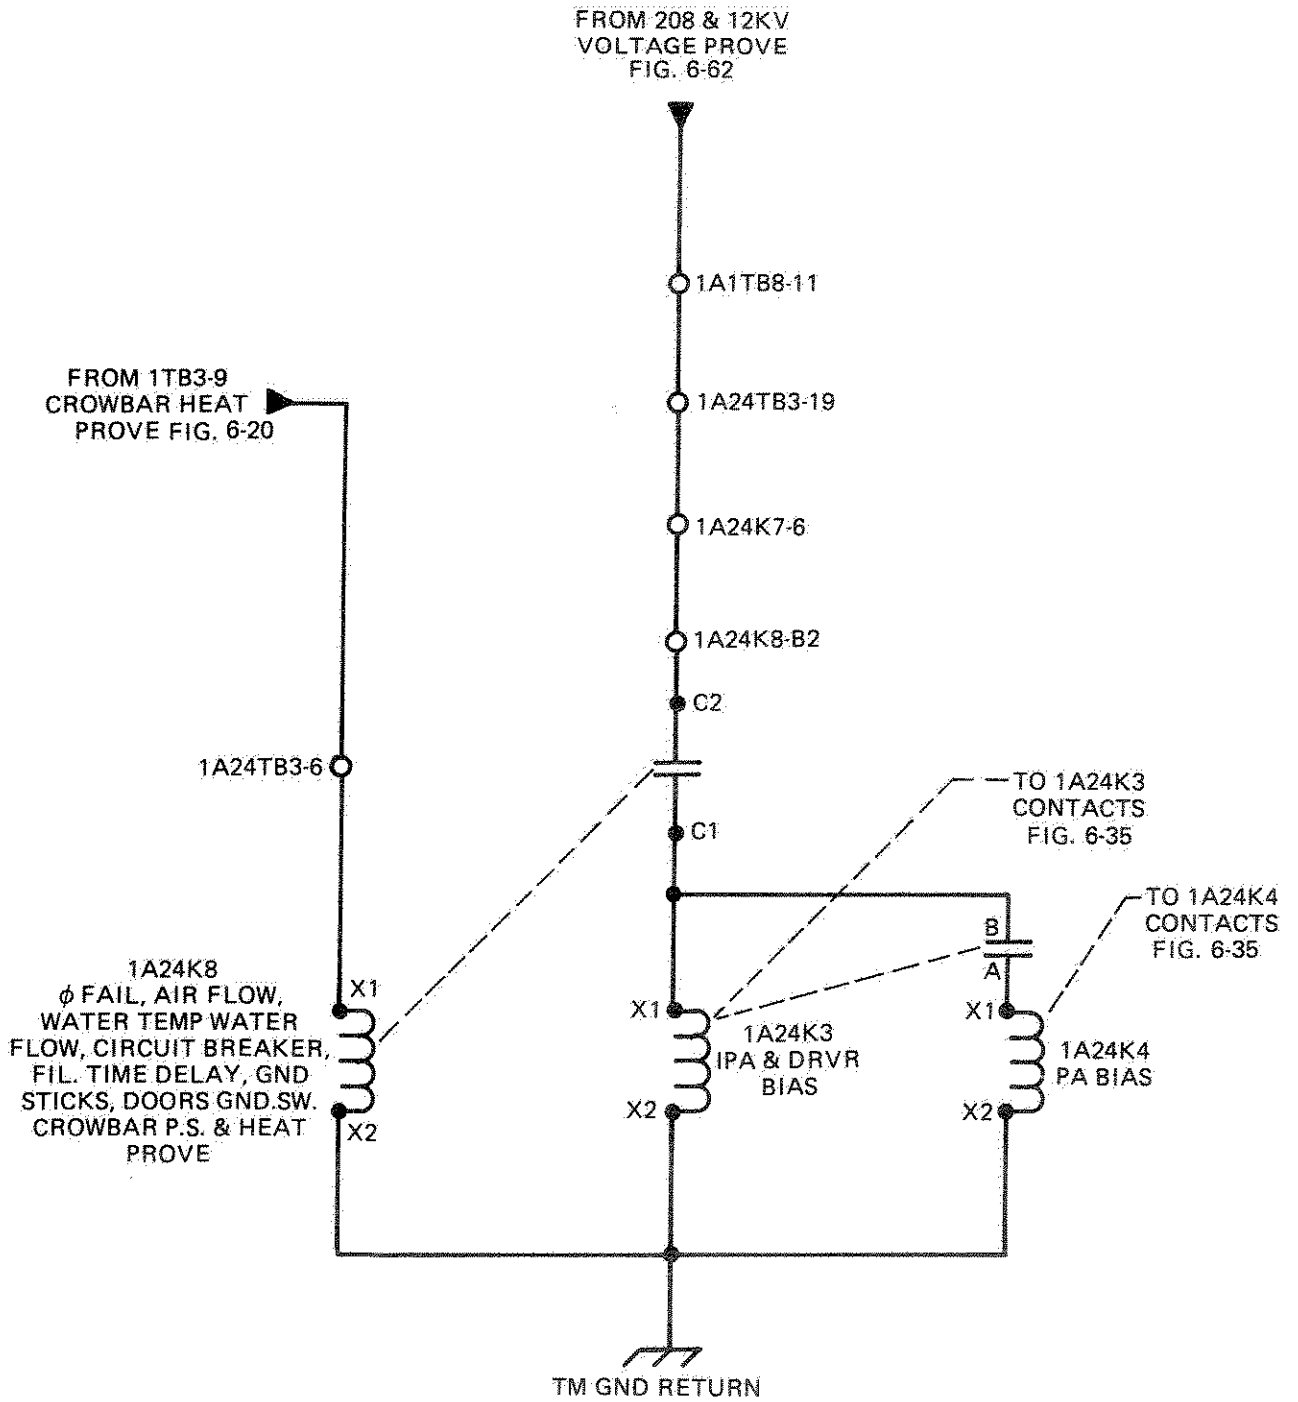 FROM 208 & 12KV
VOLTAGE PROVE
FIG. 6-62
1A1TB8-11
FROM 1TB3-9
CROWBAR HEAT
PROVE FIG. 6-20
1A24TB3-19
1A24K7-6
1A24K8-B2
C2
1A24TB3-6
C1
TO 1A24K3
CONTACTS
FIG. 6-35
TO 1A24K4
CONTACTS
FIG. 6-35
B
A
1A24K8
ϕ FAIL, AIR FLOW,
WATER TEMP WATER
FLOW, CIRCUIT BREAKER,
FIL. TIME DELAY, GND
STICKS, DOORS GND.SW.
CROWBAR P.S. & HEAT
PROVE
X1
X2
X1
1A24K3
IPA & DRVR
BIAS
X2
X1
1A24K4
PA BIAS
X2
TM GND RETURN